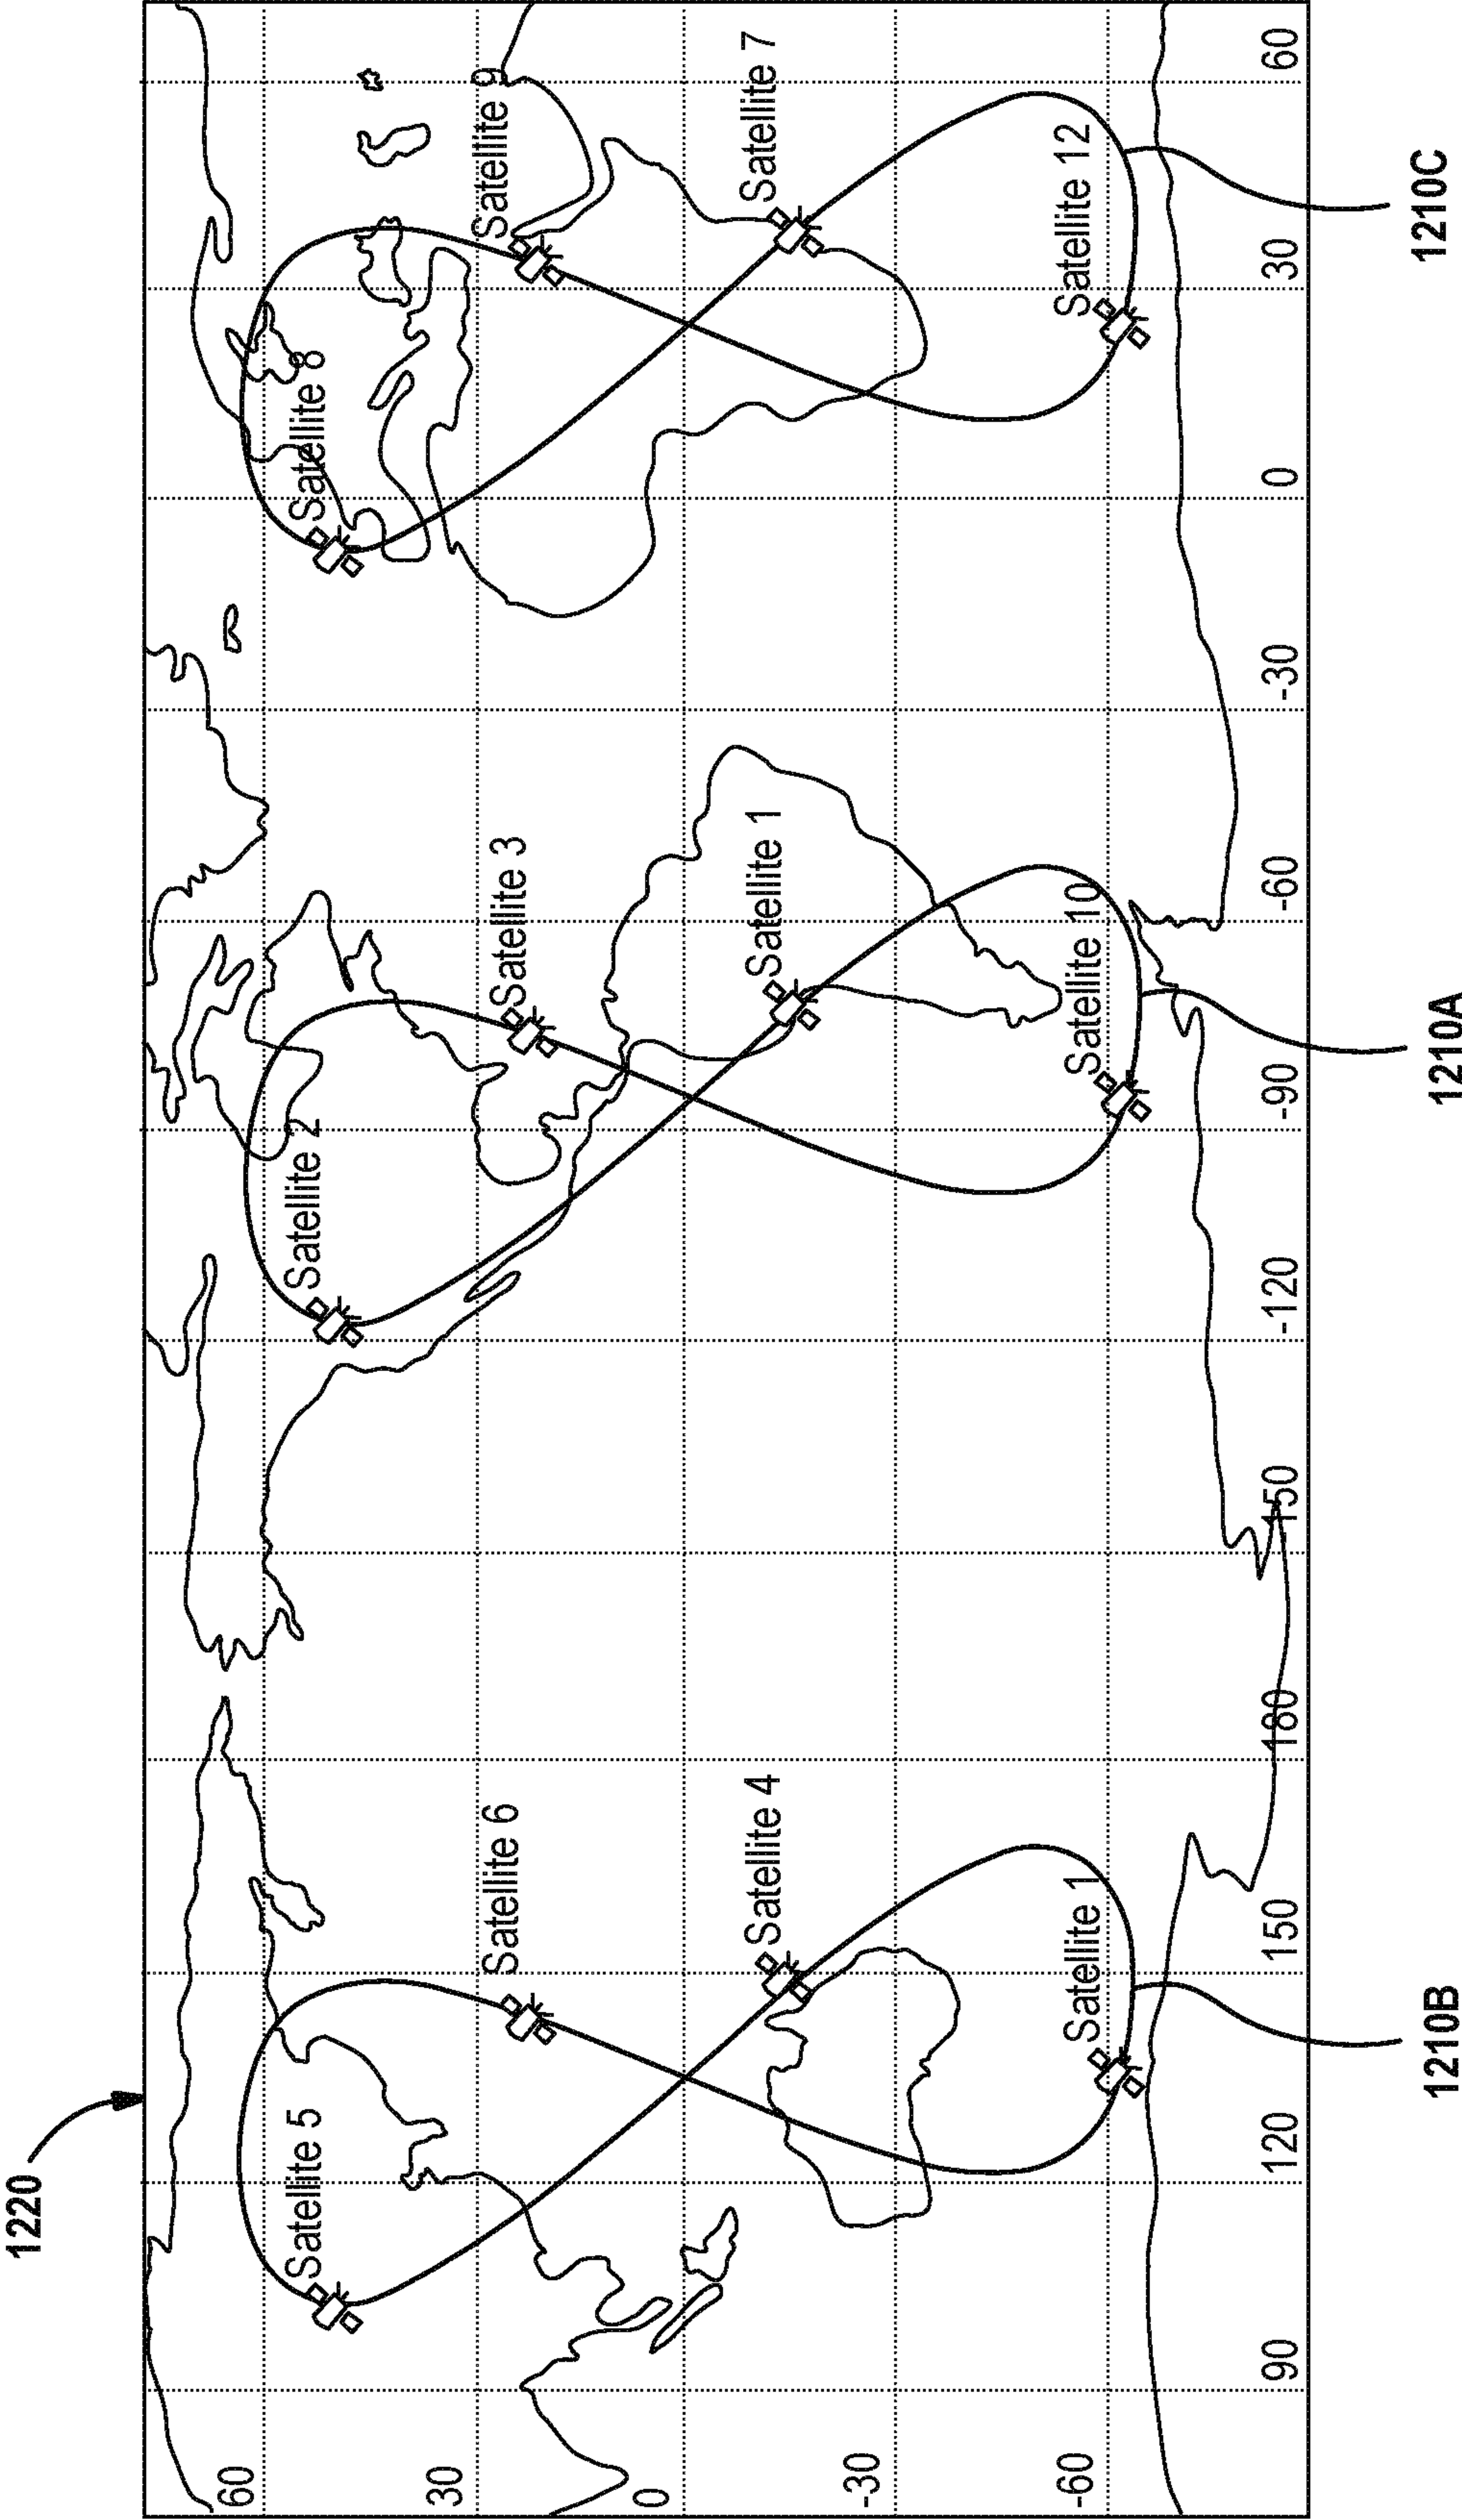 1220
60
30
0
-30
-60
90
120
150
180
-150
-120
-90
-60
-30
0
30
60
Satellite 5
Satellite 6
Satellite 4
Satellite 1
Satellite 2
Satellite 3
Satellite 1
Satellite 10
Satellite 8
Satellite 9
Satellite 7
Satellite 12
1210B
1210A
1210C